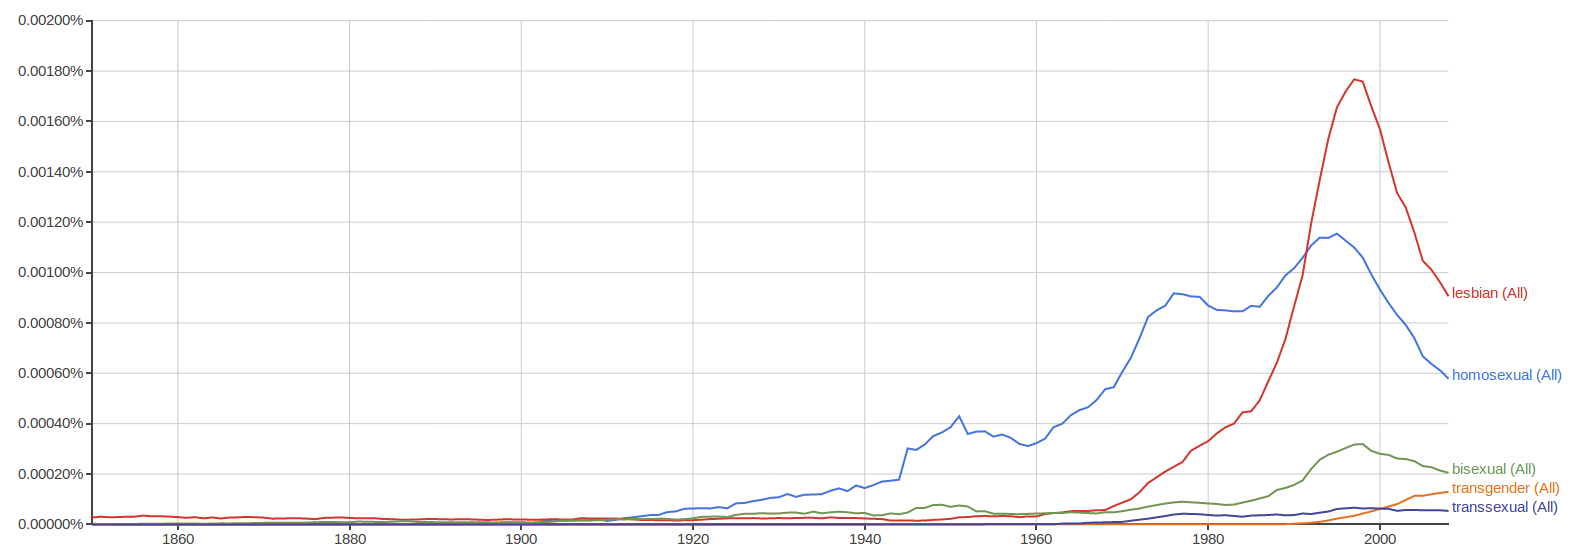 0.00200%
0.00180%
0.00160%
0.00140%
0.00120%
0.00100%
0.00080%
0.00060%
0.00040%
0.00020%
0.00000%
lesbian (All)
homosexual (All)
bisexual (All)
transgender (All)
transsexual (All)
1860 1880 1900 1920 1940 1960 1980 2000